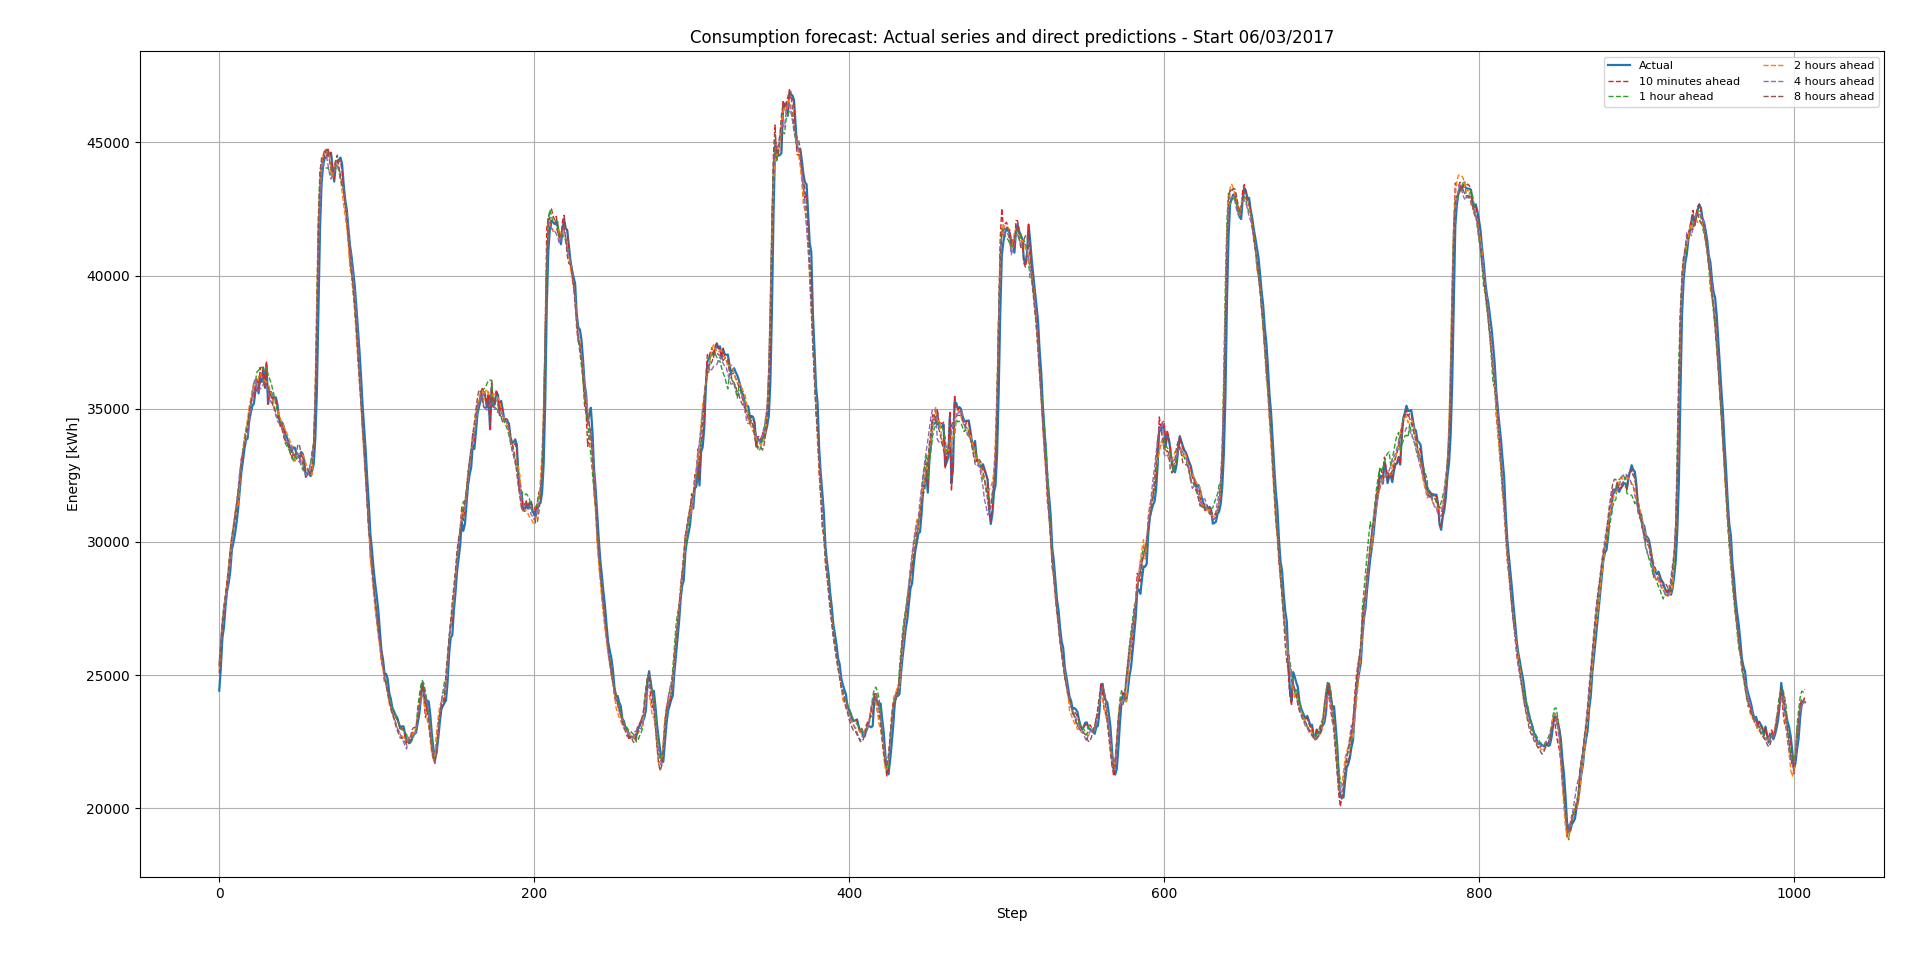 Consumption forecast: Actual series and direct predictions - Start 06/03/2017
Actual
10 minutes ahead
1 hour ahead
2 hours ahead
4 hours ahead
8 hours ahead
Energy [kWh]
45000
40000
35000
30000
25000
20000
0 200 400 600 800 1000
Step